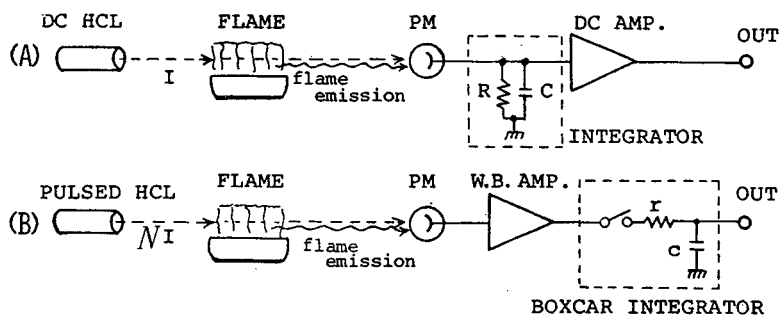 DC HCL FLAME PM DC AMP. OUT
(A)
I
flame
emission
R C
INTEGRATOR
PULSED HCL FLAME PM W.B. AMP. OUT
(B)
NI
flame
emission
r
c
BOXCAR INTEGRATOR